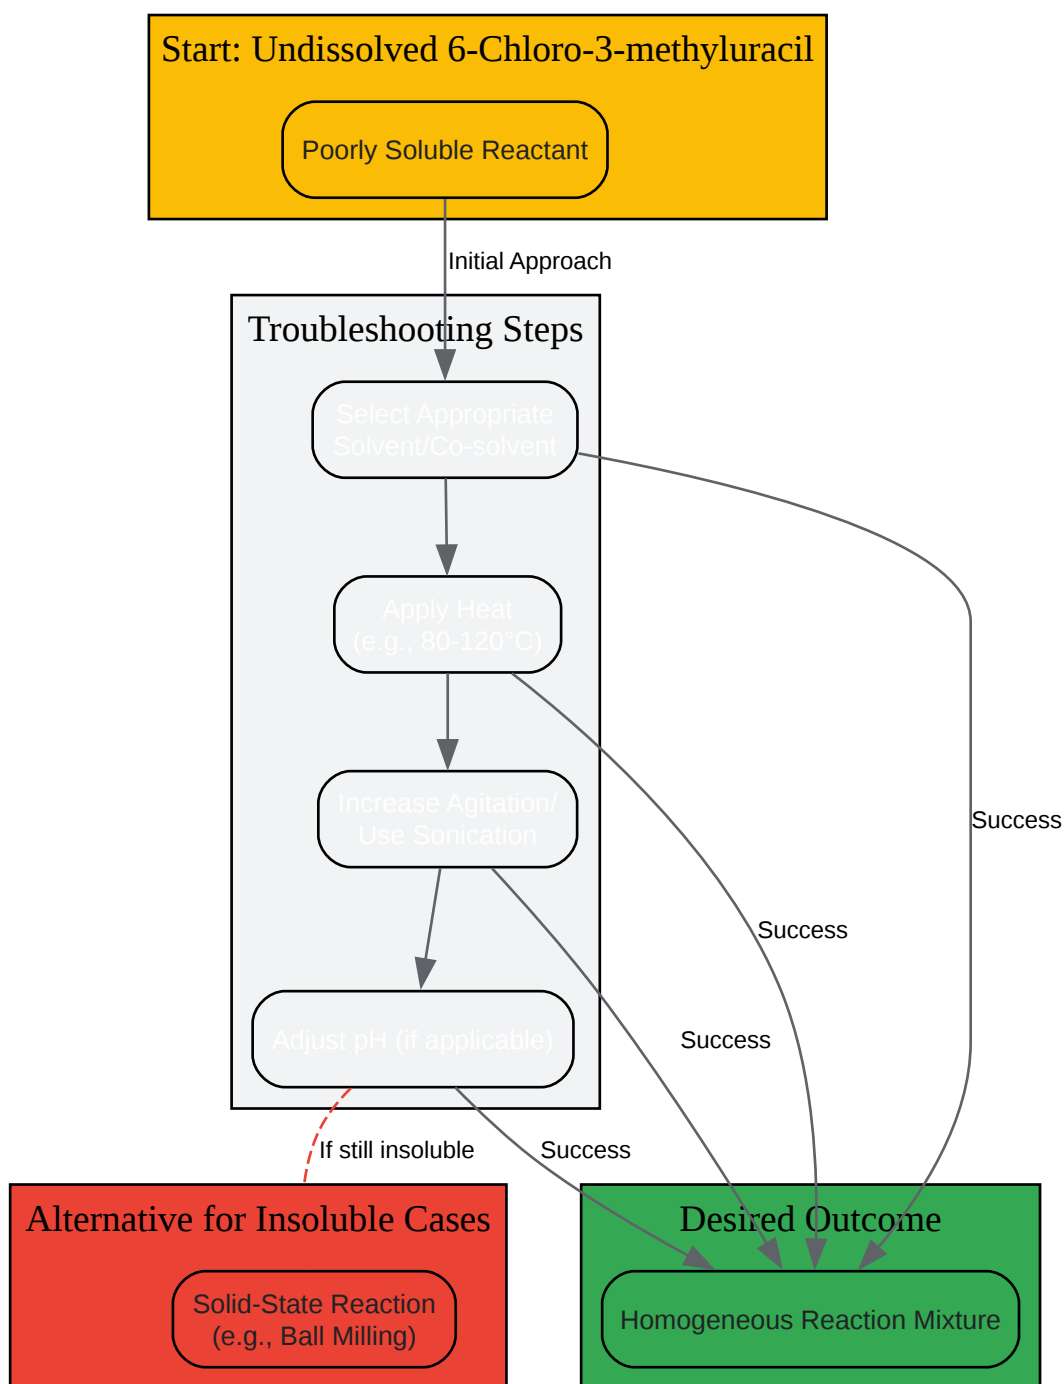 Start: Undissolved 6-Chloro-3-methyluracil
Poorly Soluble Reactant
Initial Approach
Troubleshooting Steps
Select Appropriate
Solvent/Co-solvent
Apply Heat
(e.g., 80-120°C)
Increase Agitation/
Use Sonication
Success
Success
Adjust pH (if applicable)
Success
If still insoluble
Success
Alternative for Insoluble Cases
Desired Outcome
Solid-State Reaction
(e.g., Ball Milling)
Homogeneous Reaction Mixture